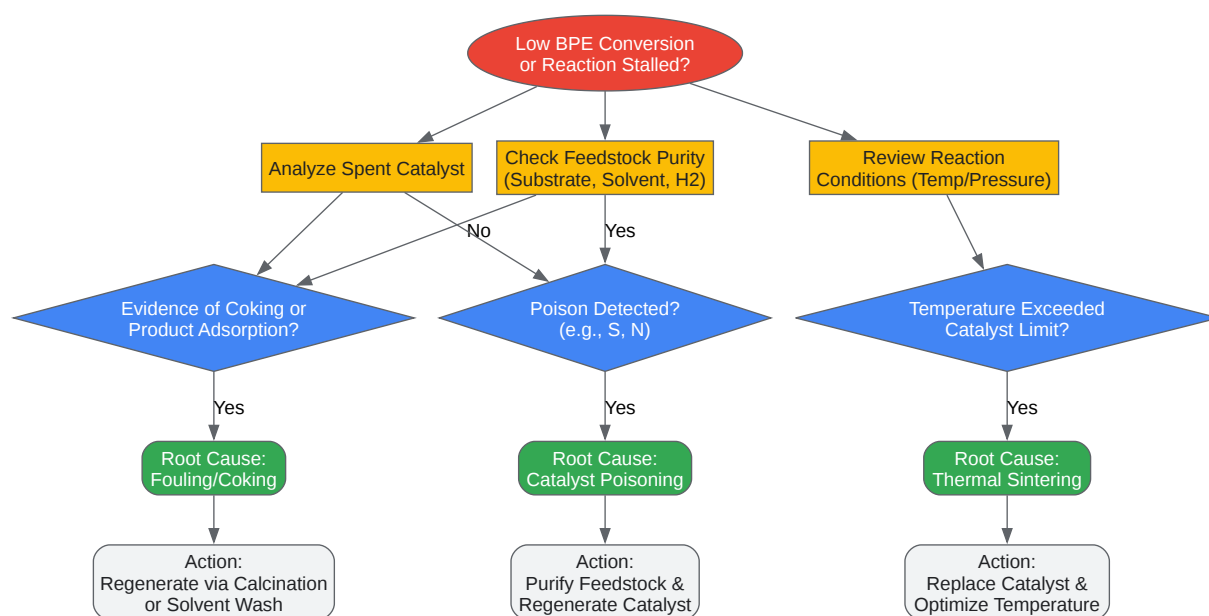 Low BPE Conversion
or Reaction Stalled?
Analyze Spent Catalyst
Check Feedstock Purity
(Substrate, Solvent, H2)
Review Reaction
Conditions (Temp/Pressure)
No
Yes
Evidence of Coking or
Product Adsorption?
Poison Detected?
(e.g., S, N)
Temperature Exceeded
Catalyst Limit?
Yes
Yes
Yes
Root Cause:
Fouling/Coking
Root Cause:
Catalyst Poisoning
Root Cause:
Thermal Sintering
Action:
Regenerate via Calcination
or Solvent Wash
Action:
Purify Feedstock &
Regenerate Catalyst
Action:
Replace Catalyst &
Optimize Temperature